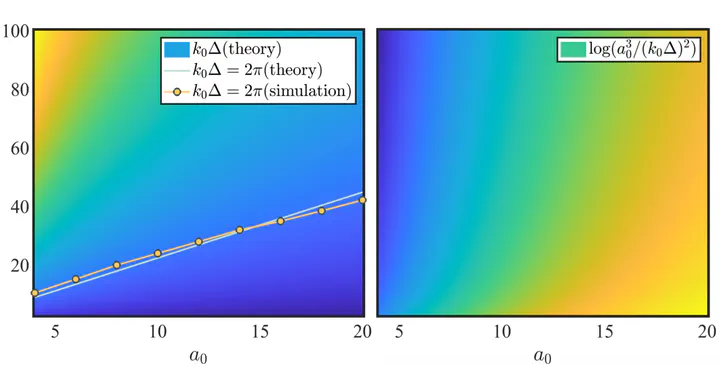 100
80
60
40
20
5 10 15 20
a₀
k₀Δ(theory)
k₀Δ = 2π(theory)
k₀Δ = 2π(simulation)
log(a₀³/(k₀Δ)²)
5 10 15 20
a₀